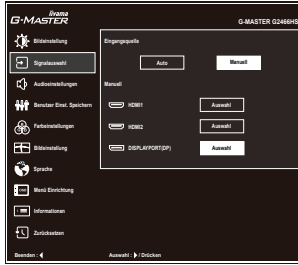 iiyama
G-MASTER
G-MASTER G2466HS
Bildeinstellung
Eingangsquelle
Auto
Manuell
Signalauswahl
Audioeinstellungen
Manuell
Benutzer Einst. Speichern
HDMI1
Auswahl
Farbeinstellungen
HDMI2
Auswahl
Bildeinstellung
DISPLAYPORT(DP)
Auswahl
Sprache
OSD
Menü Einrichtung
Informationen
Zurücksetzen
Beenden :
Auswahl : / Drücken